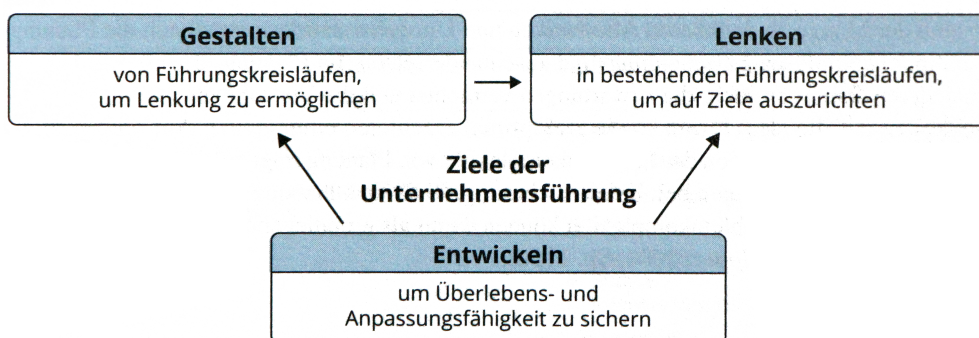 Gestalten
von Führungskreisläufen,
um Lenkung zu ermöglichen
Lenken
in bestehenden Führungskreisläufen,
um auf Ziele auszurichten
Ziele der
Unternehmensführung
Entwickeln
um Überlebens- und
Anpassungsfähigkeit zu sichern